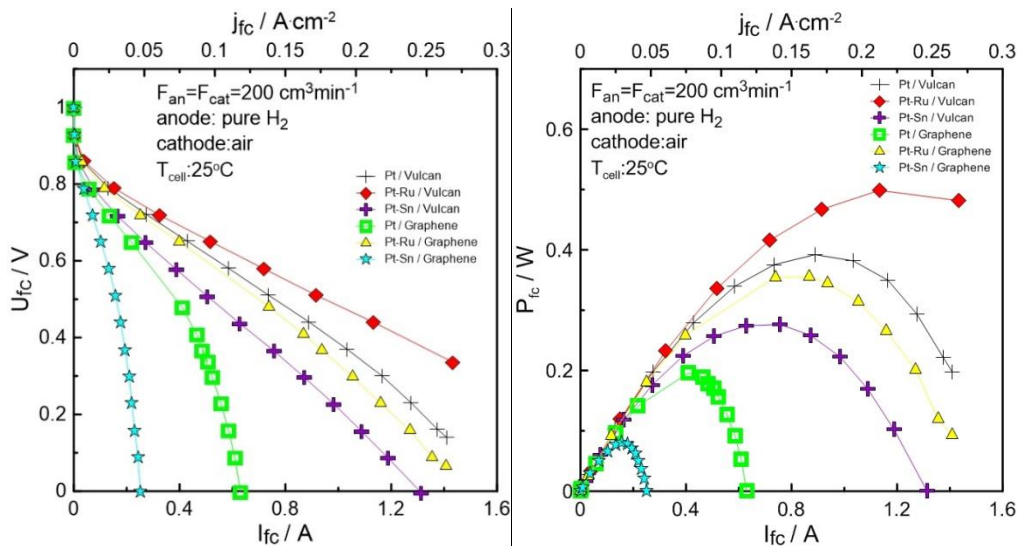 jfc / A·cm-2
0 0.05 0.1 0.15 0.2 0.25 0.3
Fan=Fcat=200 cm3min-1
anode: pure H2
cathode:air
Tcell:25oC
Pt / Vulcan
Pt-Ru / Vulcan
Pt-Sn / Vulcan
Pt / Graphene
Pt-Ru / Graphene
Pt-Sn / Graphene
Ufc / V
1
0.8
0.6
0.4
0.2
0
0 0.4 0.8 1.2 1.6
Ifc / A
jfc / A·cm-2
0 0.05 0.1 0.15 0.2 0.25 0.3
Fan=Fcat=200 cm3min-1
anode: pure H2
cathode:air
Tcell:25oC
Pt / Vulcan
Pt-Ru / Vulcan
Pt-Sn / Vulcan
Pt / Graphene
Pt-Ru / Graphene
Pt-Sn / Graphene
Pfc / W
0.6
0.4
0.2
0
0 0.4 0.8 1.2 1.6
Ifc / A